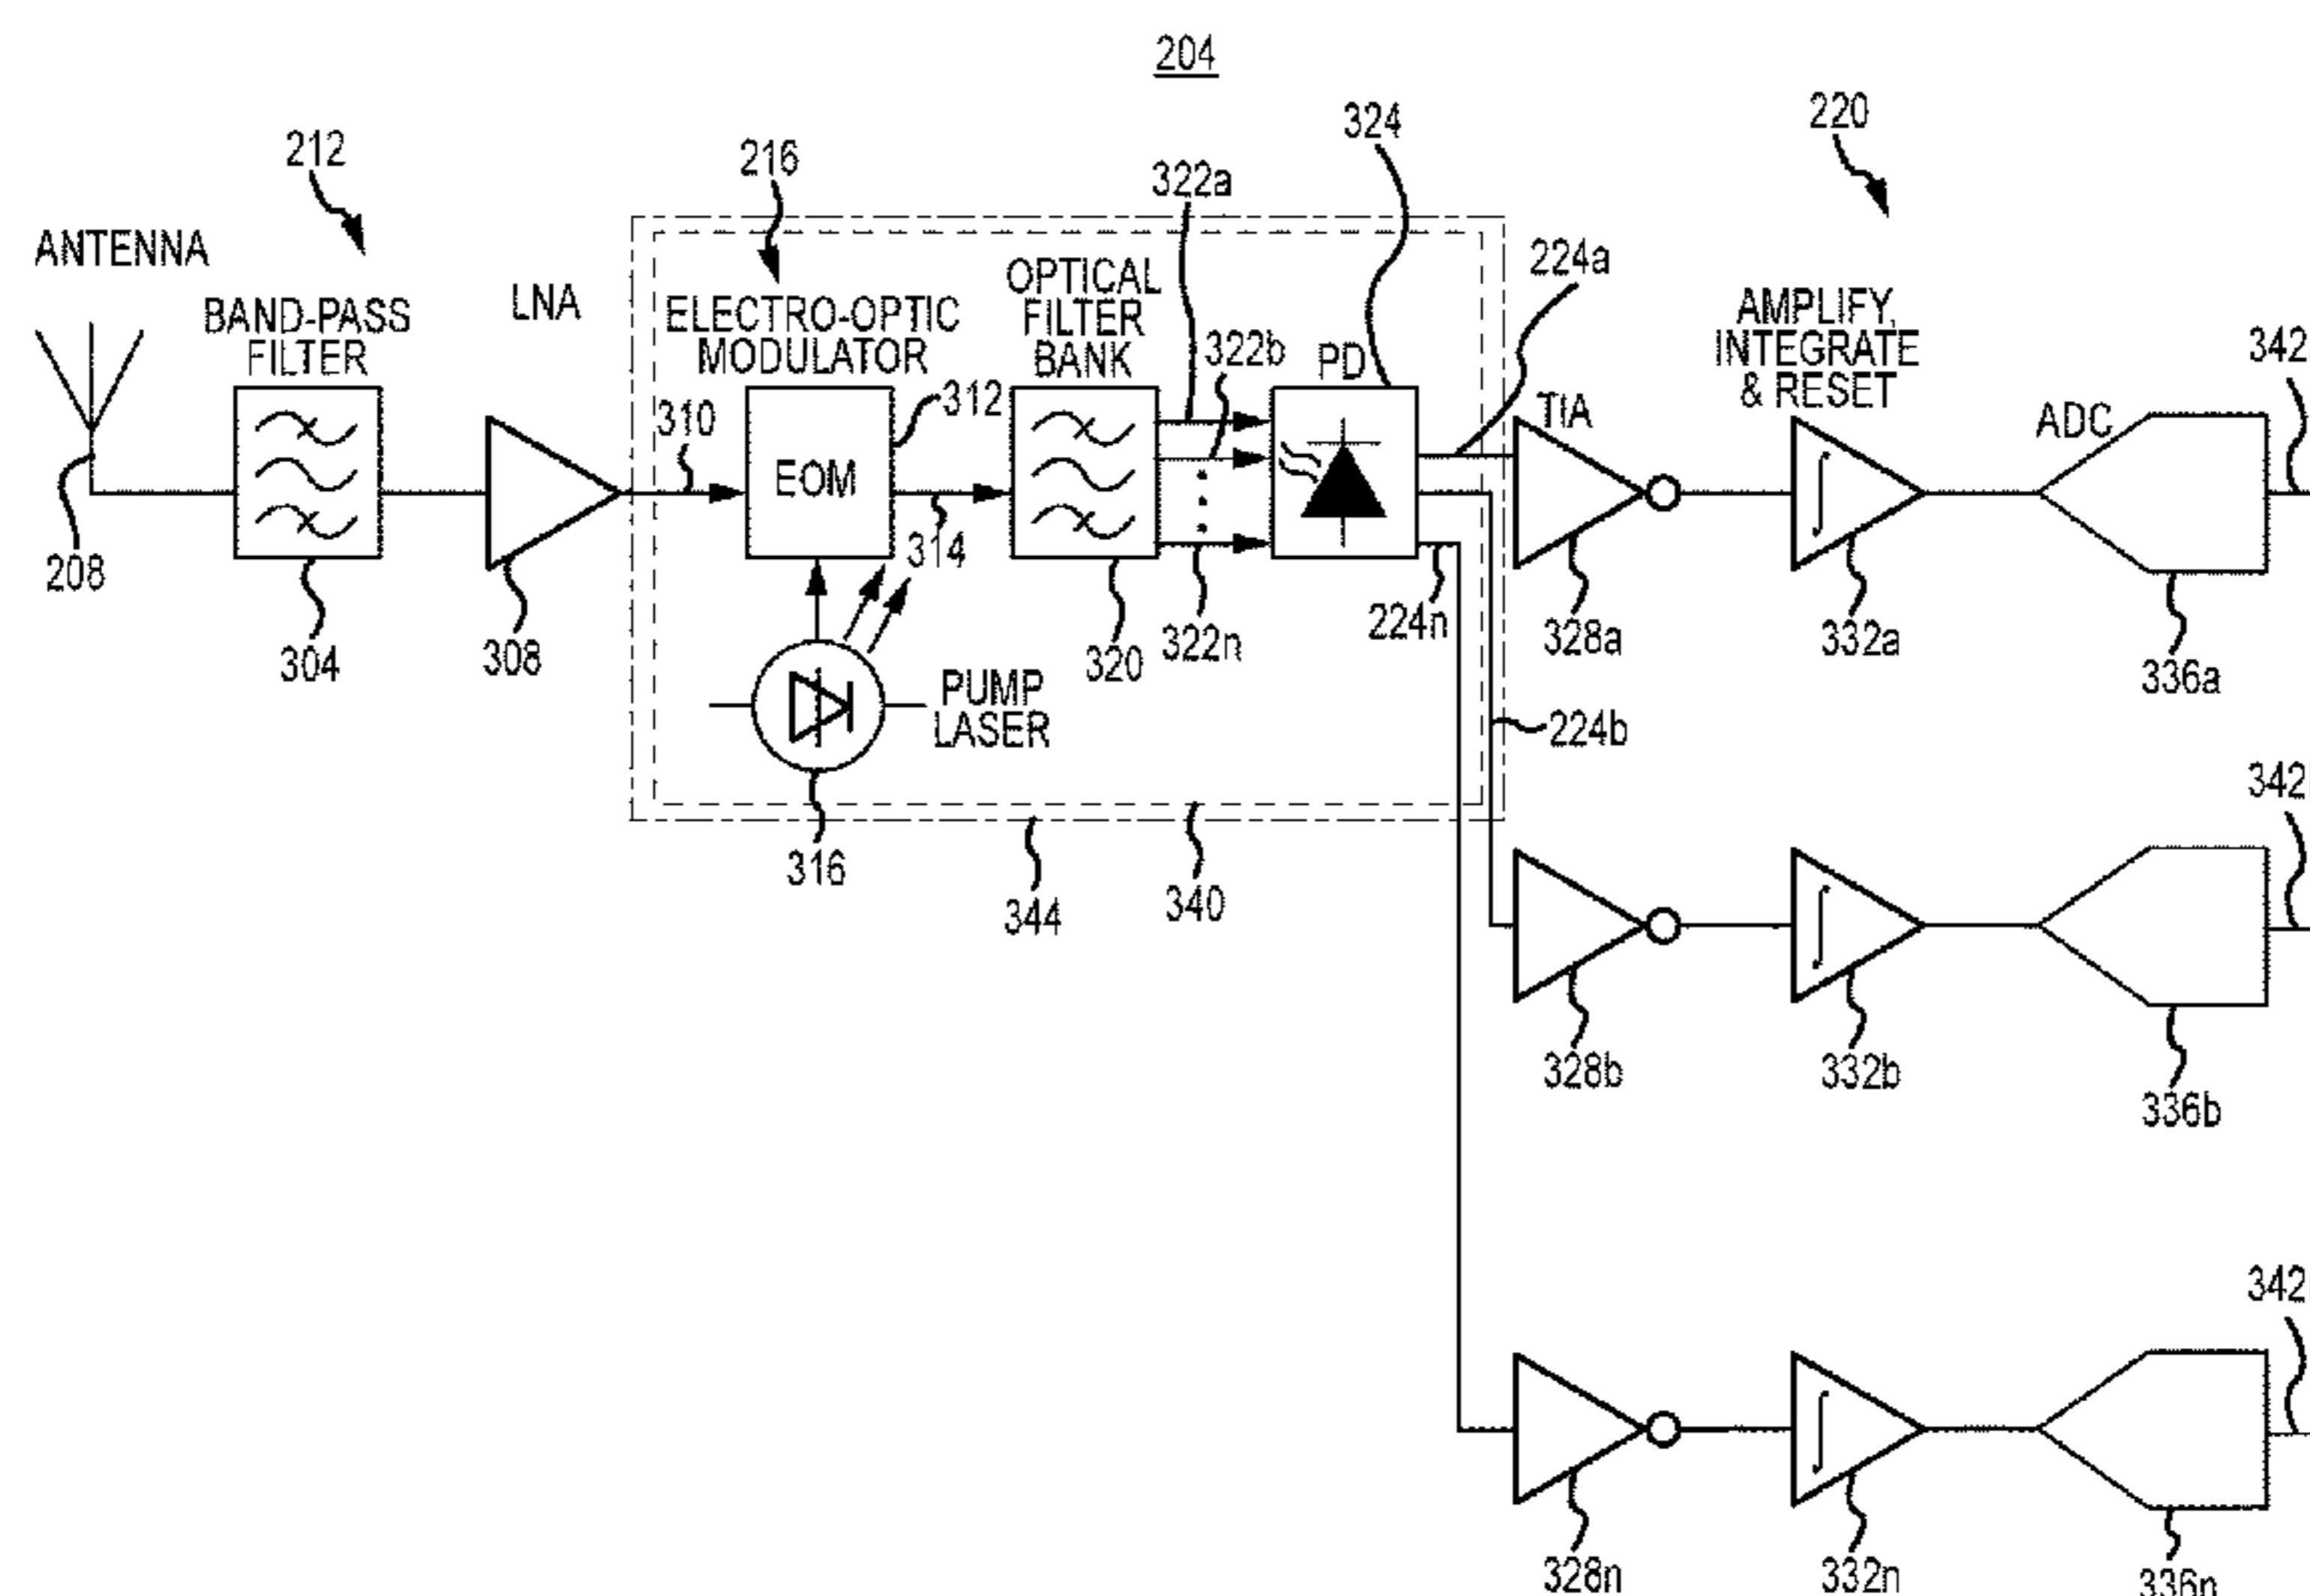 204
324
220
212
216
322a
ANTENNA
224a
LNA
OPTICAL
FILTER
BANK
BAND-PASS
FILTER
ELECTRO-OPTIC
MODULATOR
322b
PD
AMPLIFY,
INTEGRATE
& RESET
342
310
312
TIA
ADC
EOM
314
208
304
308
320
322n
224n
328a
332a
336a
PUMP
LASER
224b
342
316
344
340
328b
332b
336b
342
328n
332n
336n